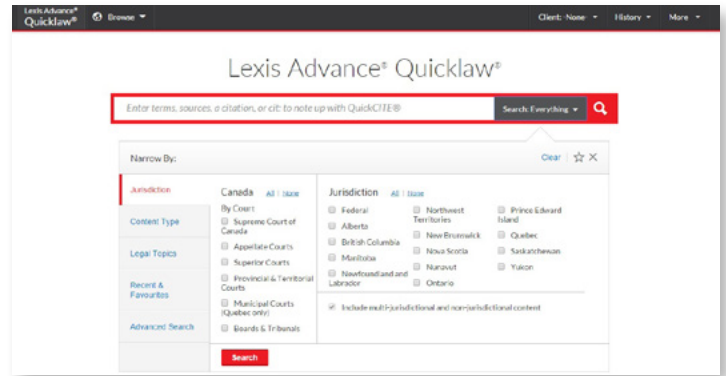 Lexis Advance®
Quicklaw®
Browse
Client: -None-
History
More
Lexis Advance® Quicklaw®
Enter terms, sources, a citation, or cit: to note up with QuickCITE®
Search: Everything
Narrow By:
Clear
Jurisdiction
Content Type
Legal Topics
Recent &
Favourites
Advanced Search
Canada All | None
By Court
Supreme Court of
Canada
Appellate Courts
Superior Courts
Provincial & Territorial
Courts
Municipal Courts
(Quebec only)
Boards & Tribunals
Jurisdiction All | None
Federal
Alberta
British Columbia
Manitoba
Newfoundland and
Labrador
Northwest
Territories
New Brunswick
Nova Scotia
Nunavut
Ontario
Prince Edward
Island
Quebec
Saskatchewan
Yukon
Include multi-jurisdictional and non-jurisdictional content
Search